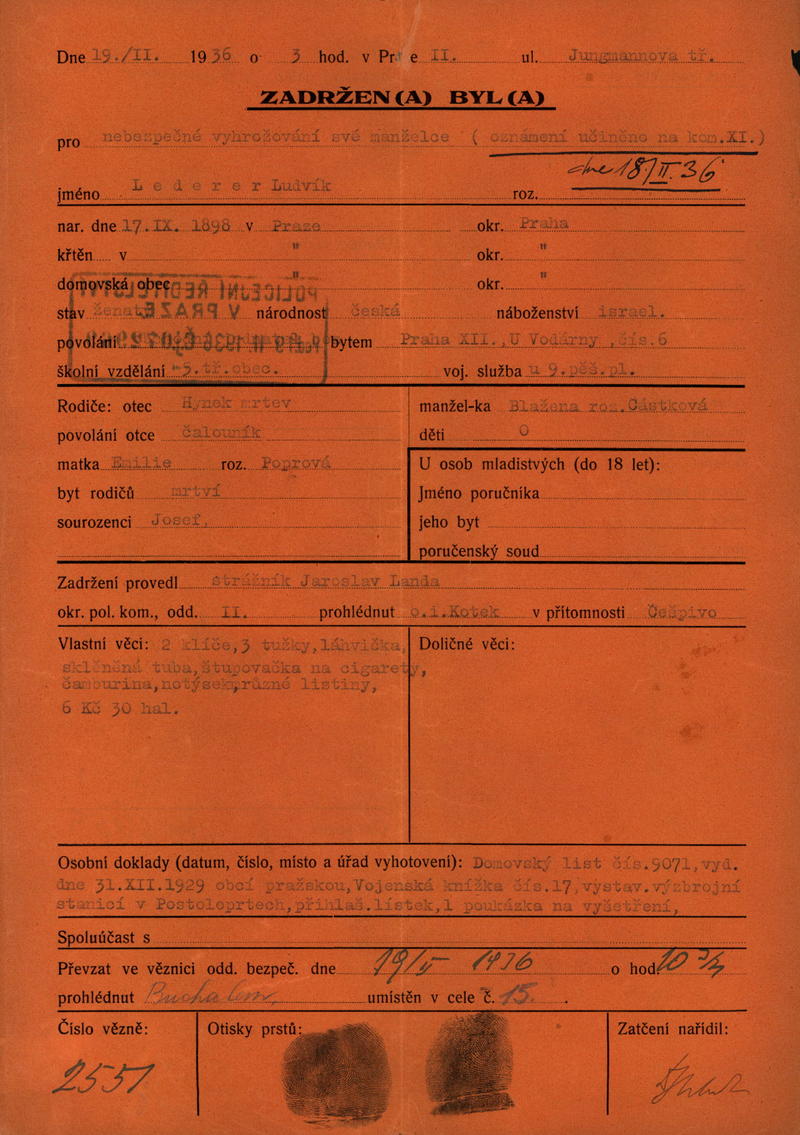 Dne 19./II. 1936 o 3 hod. v Praze II. ul. Jungmannova tř.
ZADRŽEN(A) BYL(A)
pro nebezpečné vyhrožování své manželce ( oznámení učiněno na kom.XI.)
dne 18/II.36
jméno Lederer Ludvík roz.
nar. dne 17.IX. 1898 v Praze okr. Praha
křtěn v " okr. "
domovská obec " okr. "
stav ženat národnost česká náboženství israel.
povolání bytem Praha XII.,U Vodárny ,čís.6
školní vzdělání 5.tř.obec. voj. služba u 9.pěš.pl.
Rodiče: otec Hynek mrtev manžel-ka Blažena roz.Částková
povolání otce čalouník děti 0
matka Emilie roz. Poprová U osob mladistvých (do 18 let):
byt rodičů mrtví Jméno poručníka
sourozenci Josef, jeho byt
poručenský soud
Zadržení provedl strážník Jaroslav Landa
okr. pol. kom., odd. II. prohlédnut o.i.Kotek v přítomnosti Češpivo
Vlastní věci: 2 klíče,3 tužky,láhvička, Doličné věci:
skleněná tuba,štupovačka na cigarety,
notýsek,různé listiny,
6 Kč 30 hal.
Osobní doklady (datum, číslo, místo a úřad vyhotovení): Domovský list čís.9071,vyd.
dne 31.XII.1929 obcí pražskou,Vojenská knížka čís.17,vystav.výzbrojní
stanicí v Postoloprtech,přihlaš.lístek,1 poukázka na vyšetření,
Spoluúčast s
Převzat ve věznici odd. bezpeč. dne 19/II 1936 o hod 10 3/4
prohlédnut umístěn v cele č. 15.
Číslo vězně: Otisky prstů: Zatčení nařídil:
2551